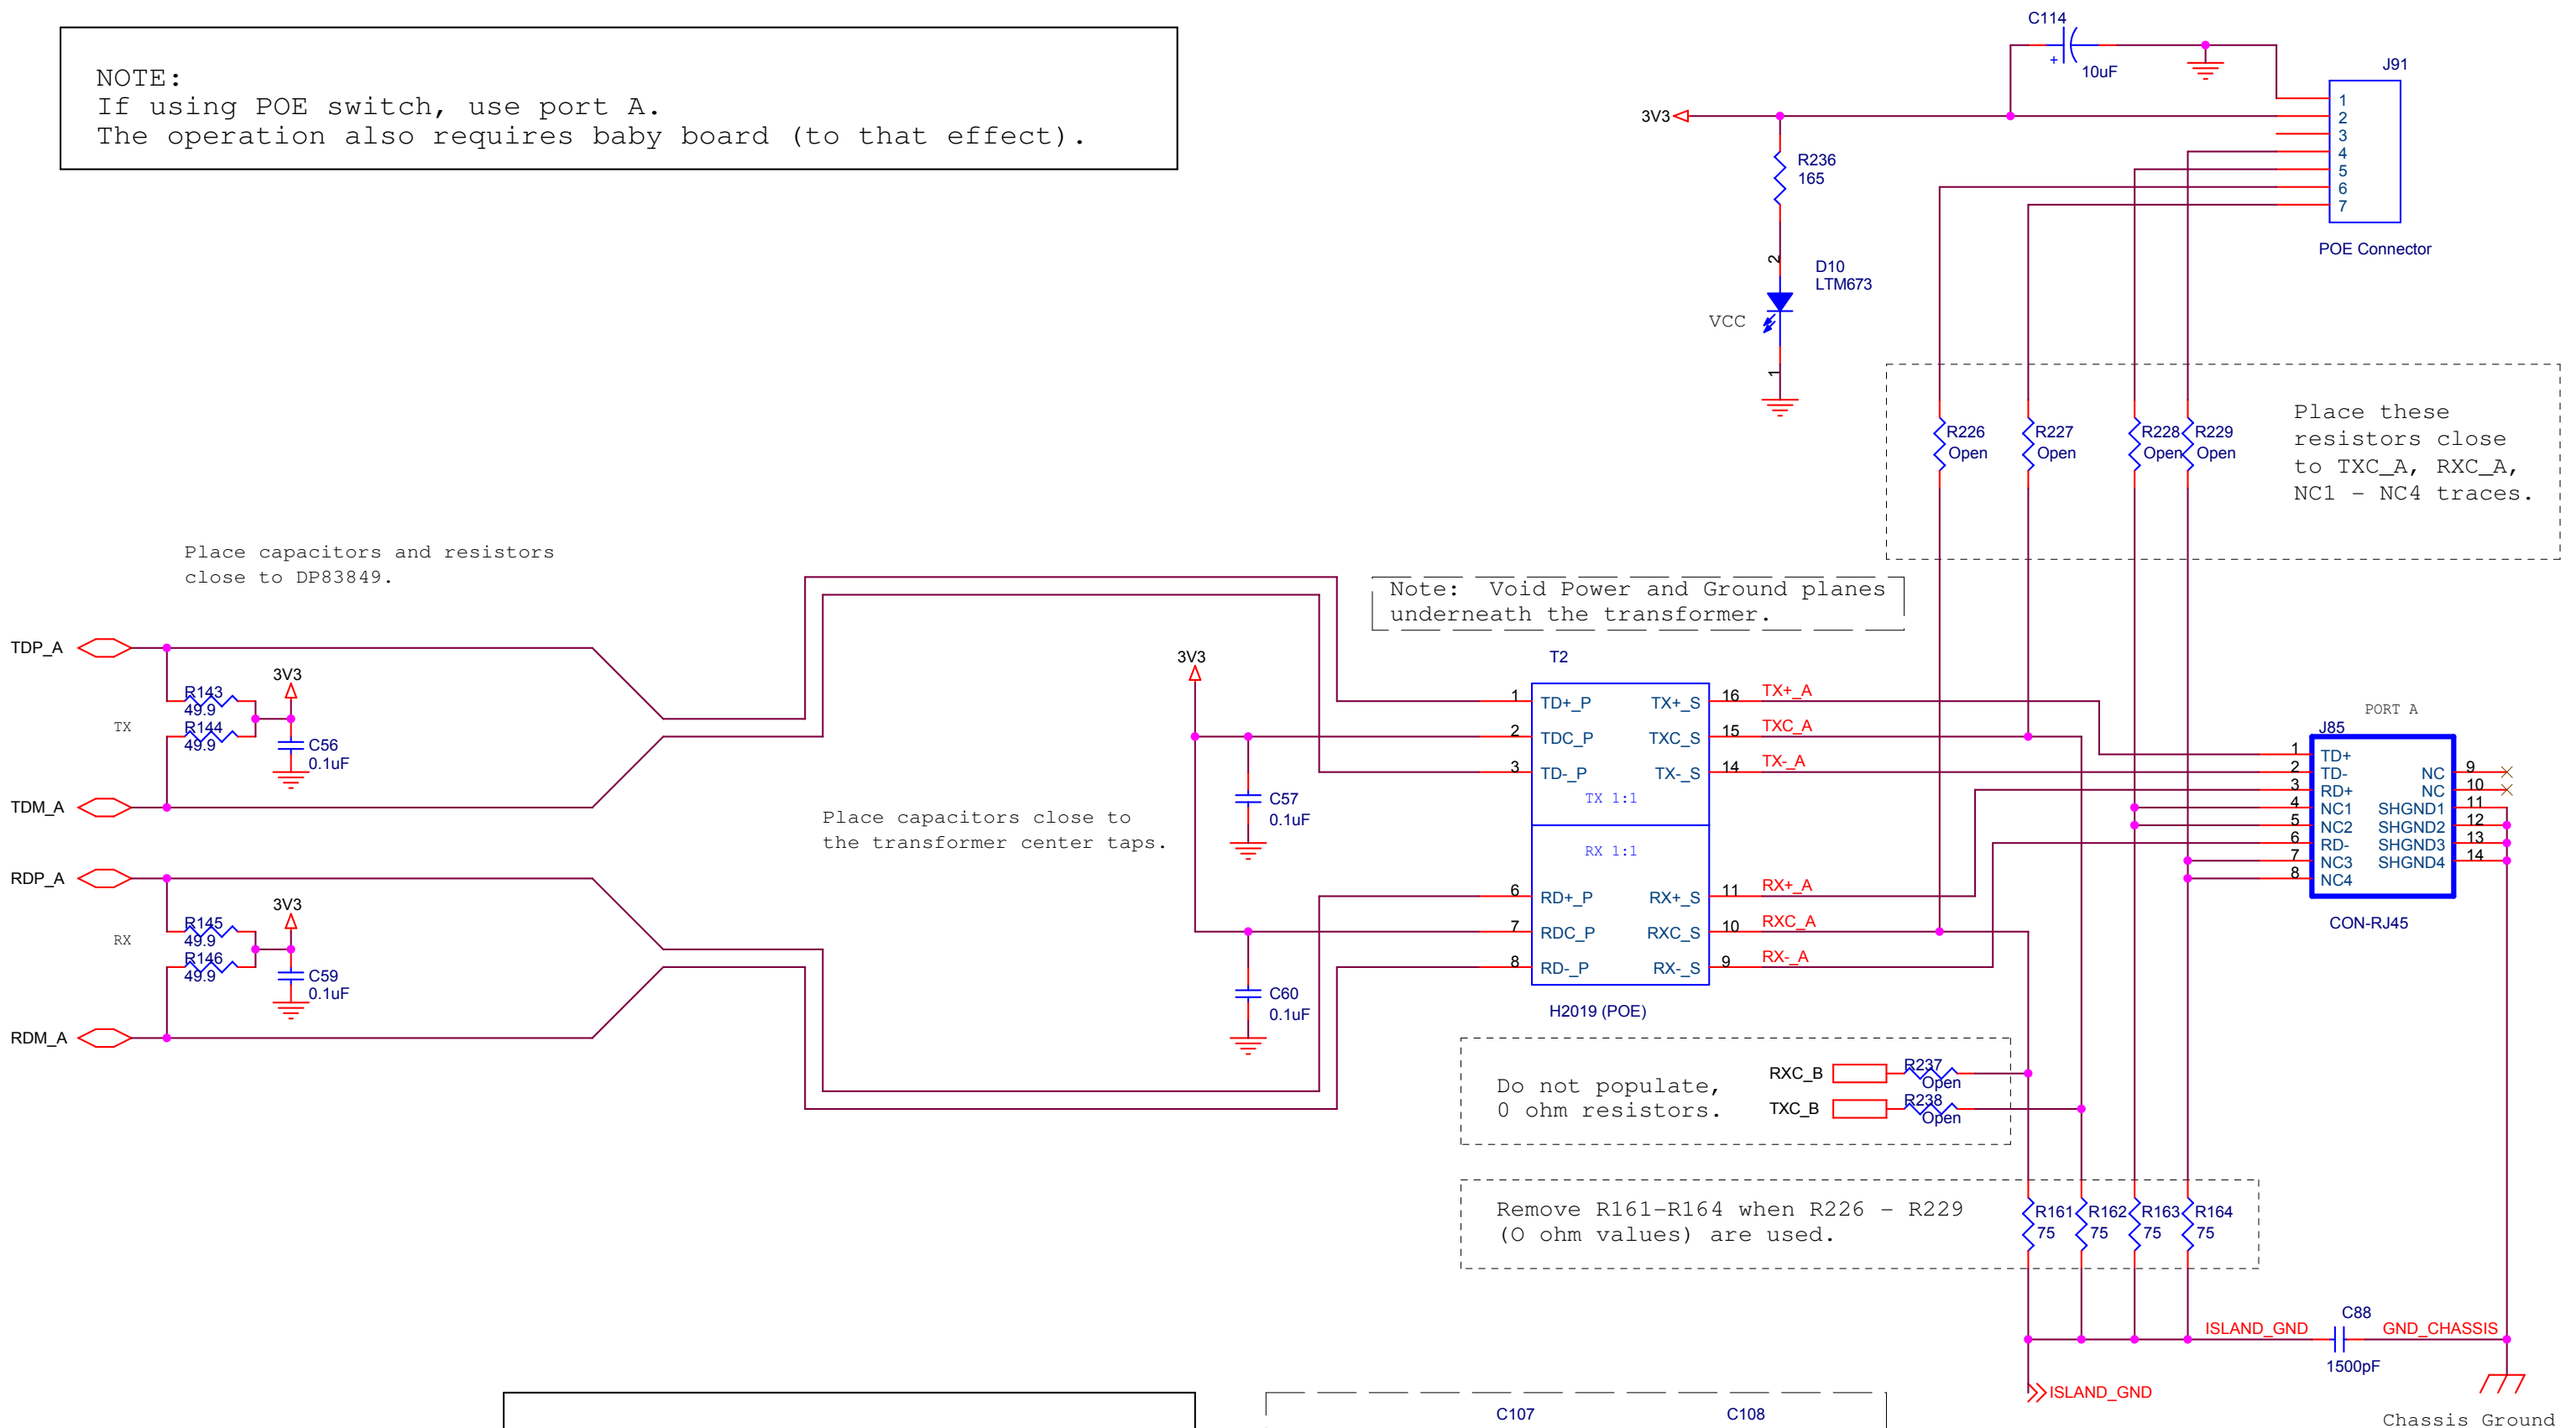 NOTE:
If using POE switch, use port A.
The operation also requires baby board (to that effect).
C114
+
10uF
J91
3V3
1
2
3
4
5
6
7
POE Connector
R236
165
2
D10
LTM673
VCC
1
R226
Open
R227
Open
R228
Open
R229
Open
Place these
resistors close
to TXC_A, RXC_A,
NC1 - NC4 traces.
Place capacitors and resistors
close to DP83849.
Note: Void Power and Ground planes
underneath the transformer.
TDP_A
3V3
R143
49.9
TX
R144
49.9
C56
0.1uF
TDM_A
RDP_A
3V3
R145
49.9
RX
R146
49.9
C59
0.1uF
RDM_A
Place capacitors close to
the transformer center taps.
3V3
C57
0.1uF
C60
0.1uF
T2
1 TD+_P TX+_S 16 TX+_A
2 TDC_P TXC_S 15 TXC_A
3 TD-_P TX-_S 14 TX-_A
TX 1:1
RX 1:1
6 RD+_P RX+_S 11 RX+_A
7 RDC_P RXC_S 10 RXC_A
8 RD-_P RX-_S 9 RX-_A
H2019 (POE)
PORT A
J85
1 TD+
2 TD- NC 9
3 RD+ NC 10
4 NC1 SHGND1 11
5 NC2 SHGND2 12
6 RD- SHGND3 13
7 NC3 SHGND4 14
8 NC4
CON-RJ45
Do not populate,
0 ohm resistors.
RXC_B
R237
Open
TXC_B
R238
Open
Remove R161-R164 when R226 - R229
(O ohm values) are used.
R161
75
R162
75
R163
75
R164
75
ISLAND_GND
C88
1500pF
GND_CHASSIS
ISLAND_GND
Chassis Ground
C107
C108